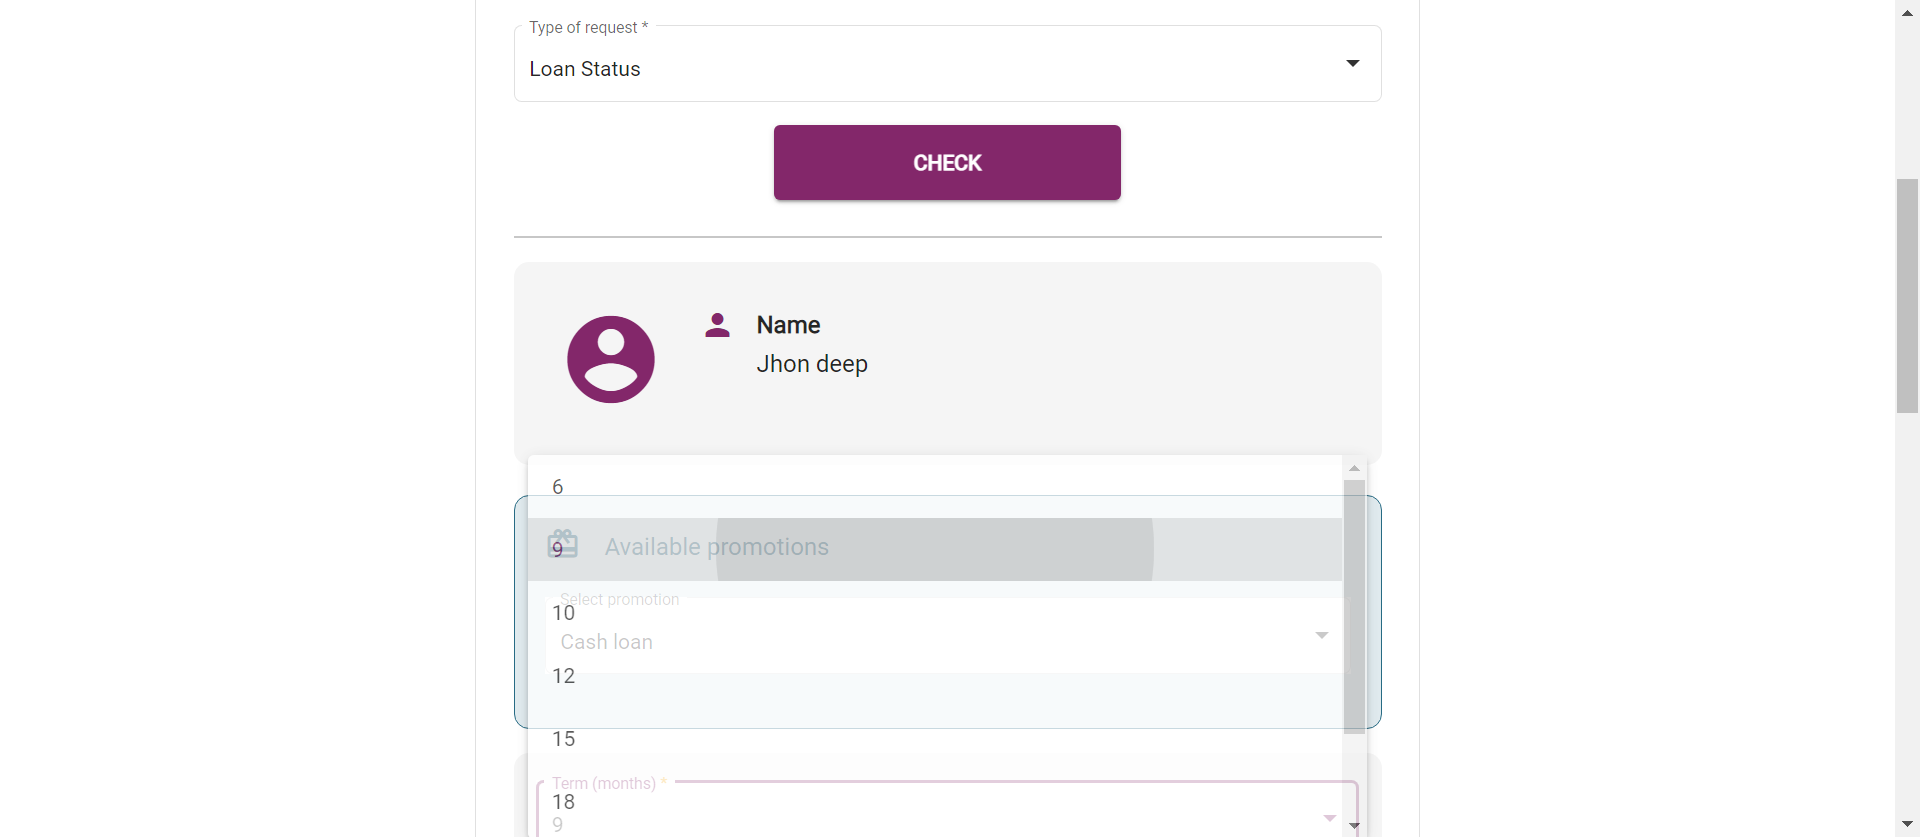 Type of request *
Loan Status
CHECK
Name
Jhon deep
6
Available promotions
9
Select promotion
10
Cash loan
12
15
Term (months) *
18
9